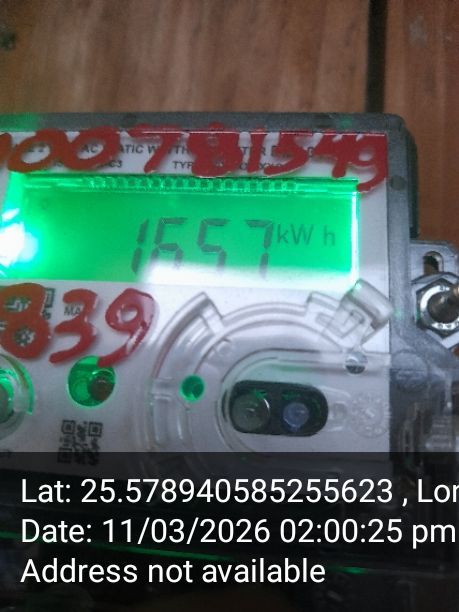 100781549
1657 kWh
839
Lat: 25.578940585255623 , Lon
Date: 11/03/2026 02:00:25 pm
Address not available